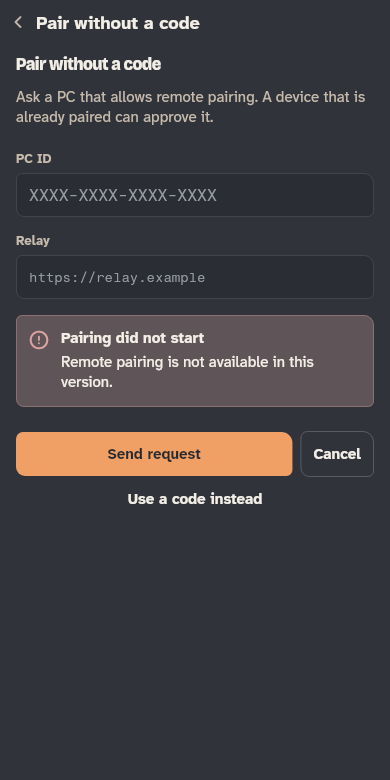 Pair without a code
Pair without a code
Ask a PC that allows remote pairing. A device that is
already paired can approve it.
PC ID
XXXX-XXXX-XXXX-XXXX
Relay
https://relay.example
Pairing did not start
Remote pairing is not available in this
version.
Send request
Cancel
Use a code instead